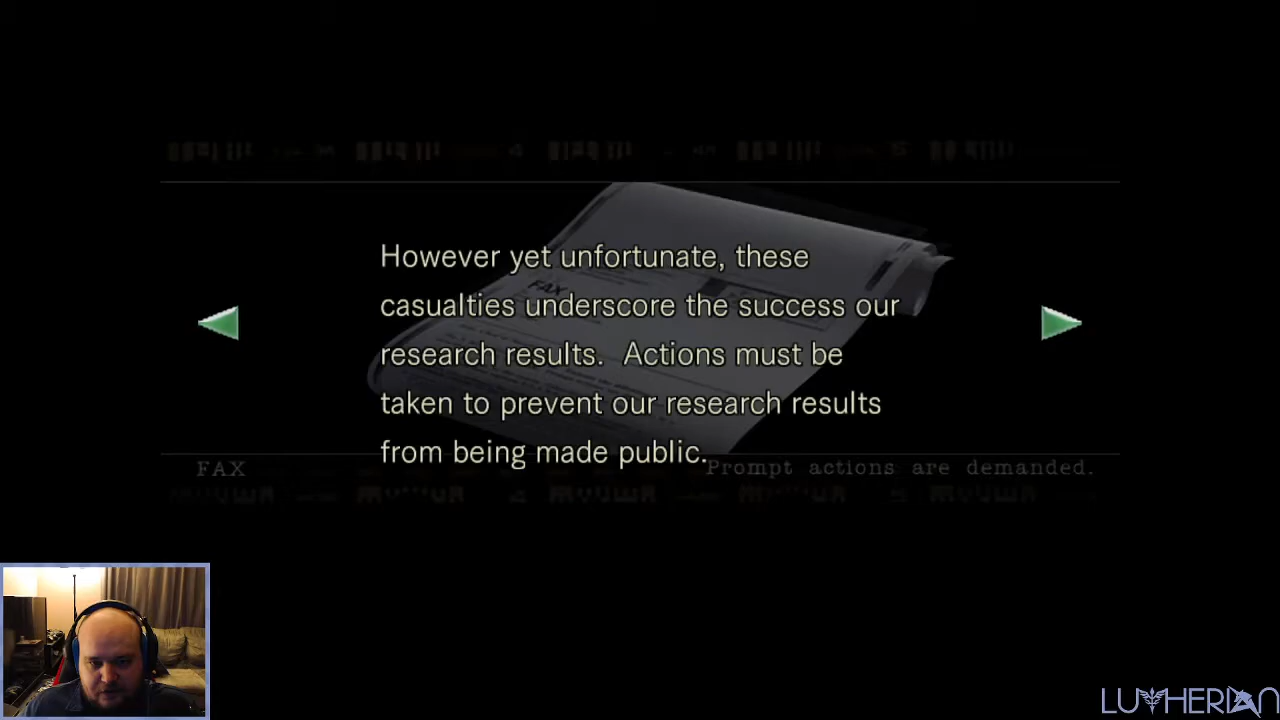 However yet unfortunate, these
casualties underscore the success our
research results. Actions must be
taken to prevent our research results
from being made public.
FAX
FAX
Prompt actions are demanded.
LUTHERIAN